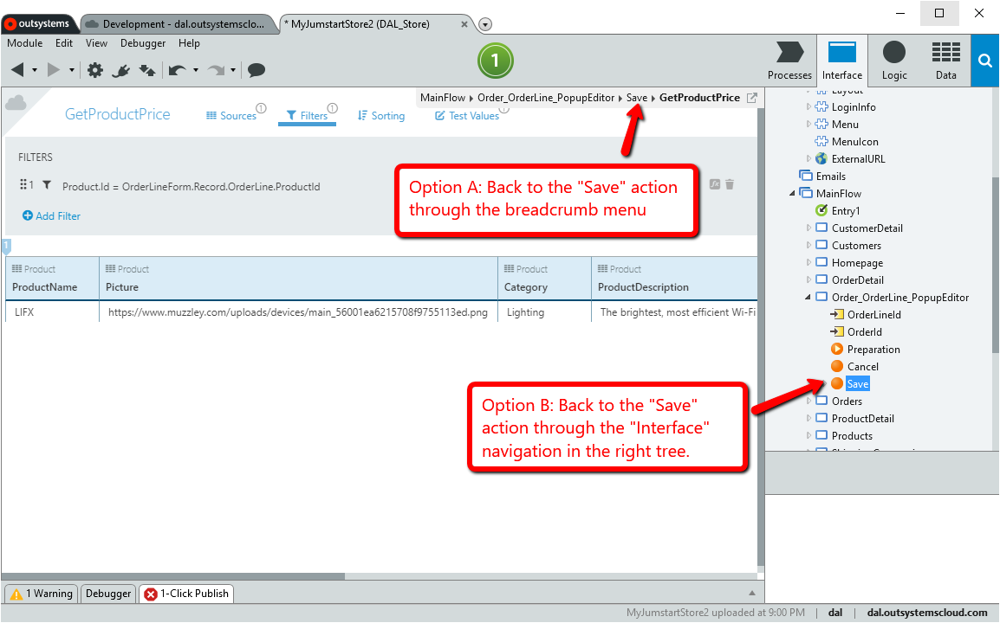 outsystems
Development - dal.outsystemsclo...
* MyJumstartStore2 (DAL_Store)
Module Edit View Debugger Help
1
Processes Interface Logic Data
MainFlow Order_OrderLine_PopupEditor Save GetProductPrice
GetProductPrice
Sources 1 Filters 1 Sorting Test Values
FILTERS
1 Product.Id = OrderLineForm.Record.OrderLine.ProductId
Add Filter
Option A: Back to the "Save" action
through the breadcrumb menu
1
Product Product Product Product
ProductName Picture Category ProductDescription
LIFX https://www.muzzley.com/uploads/devices/main_56001ea6215708f9755113ed.png Lighting The brightest, most efficient Wi-Fi
Option B: Back to the "Save"
action through the "Interface"
navigation in the right tree.
Layout
LoginInfo
Menu
MenuIcon
ExternalURL
Emails
MainFlow
Entry1
CustomerDetail
Customers
Homepage
OrderDetail
Order_OrderLine_PopupEditor
OrderLineId
OrderId
Preparation
Cancel
Save
Orders
ProductDetail
Products
1 Warning Debugger 1-Click Publish
MyJumstartStore2 uploaded at 9:00 PM | dal | dal.outsystemscloud.com